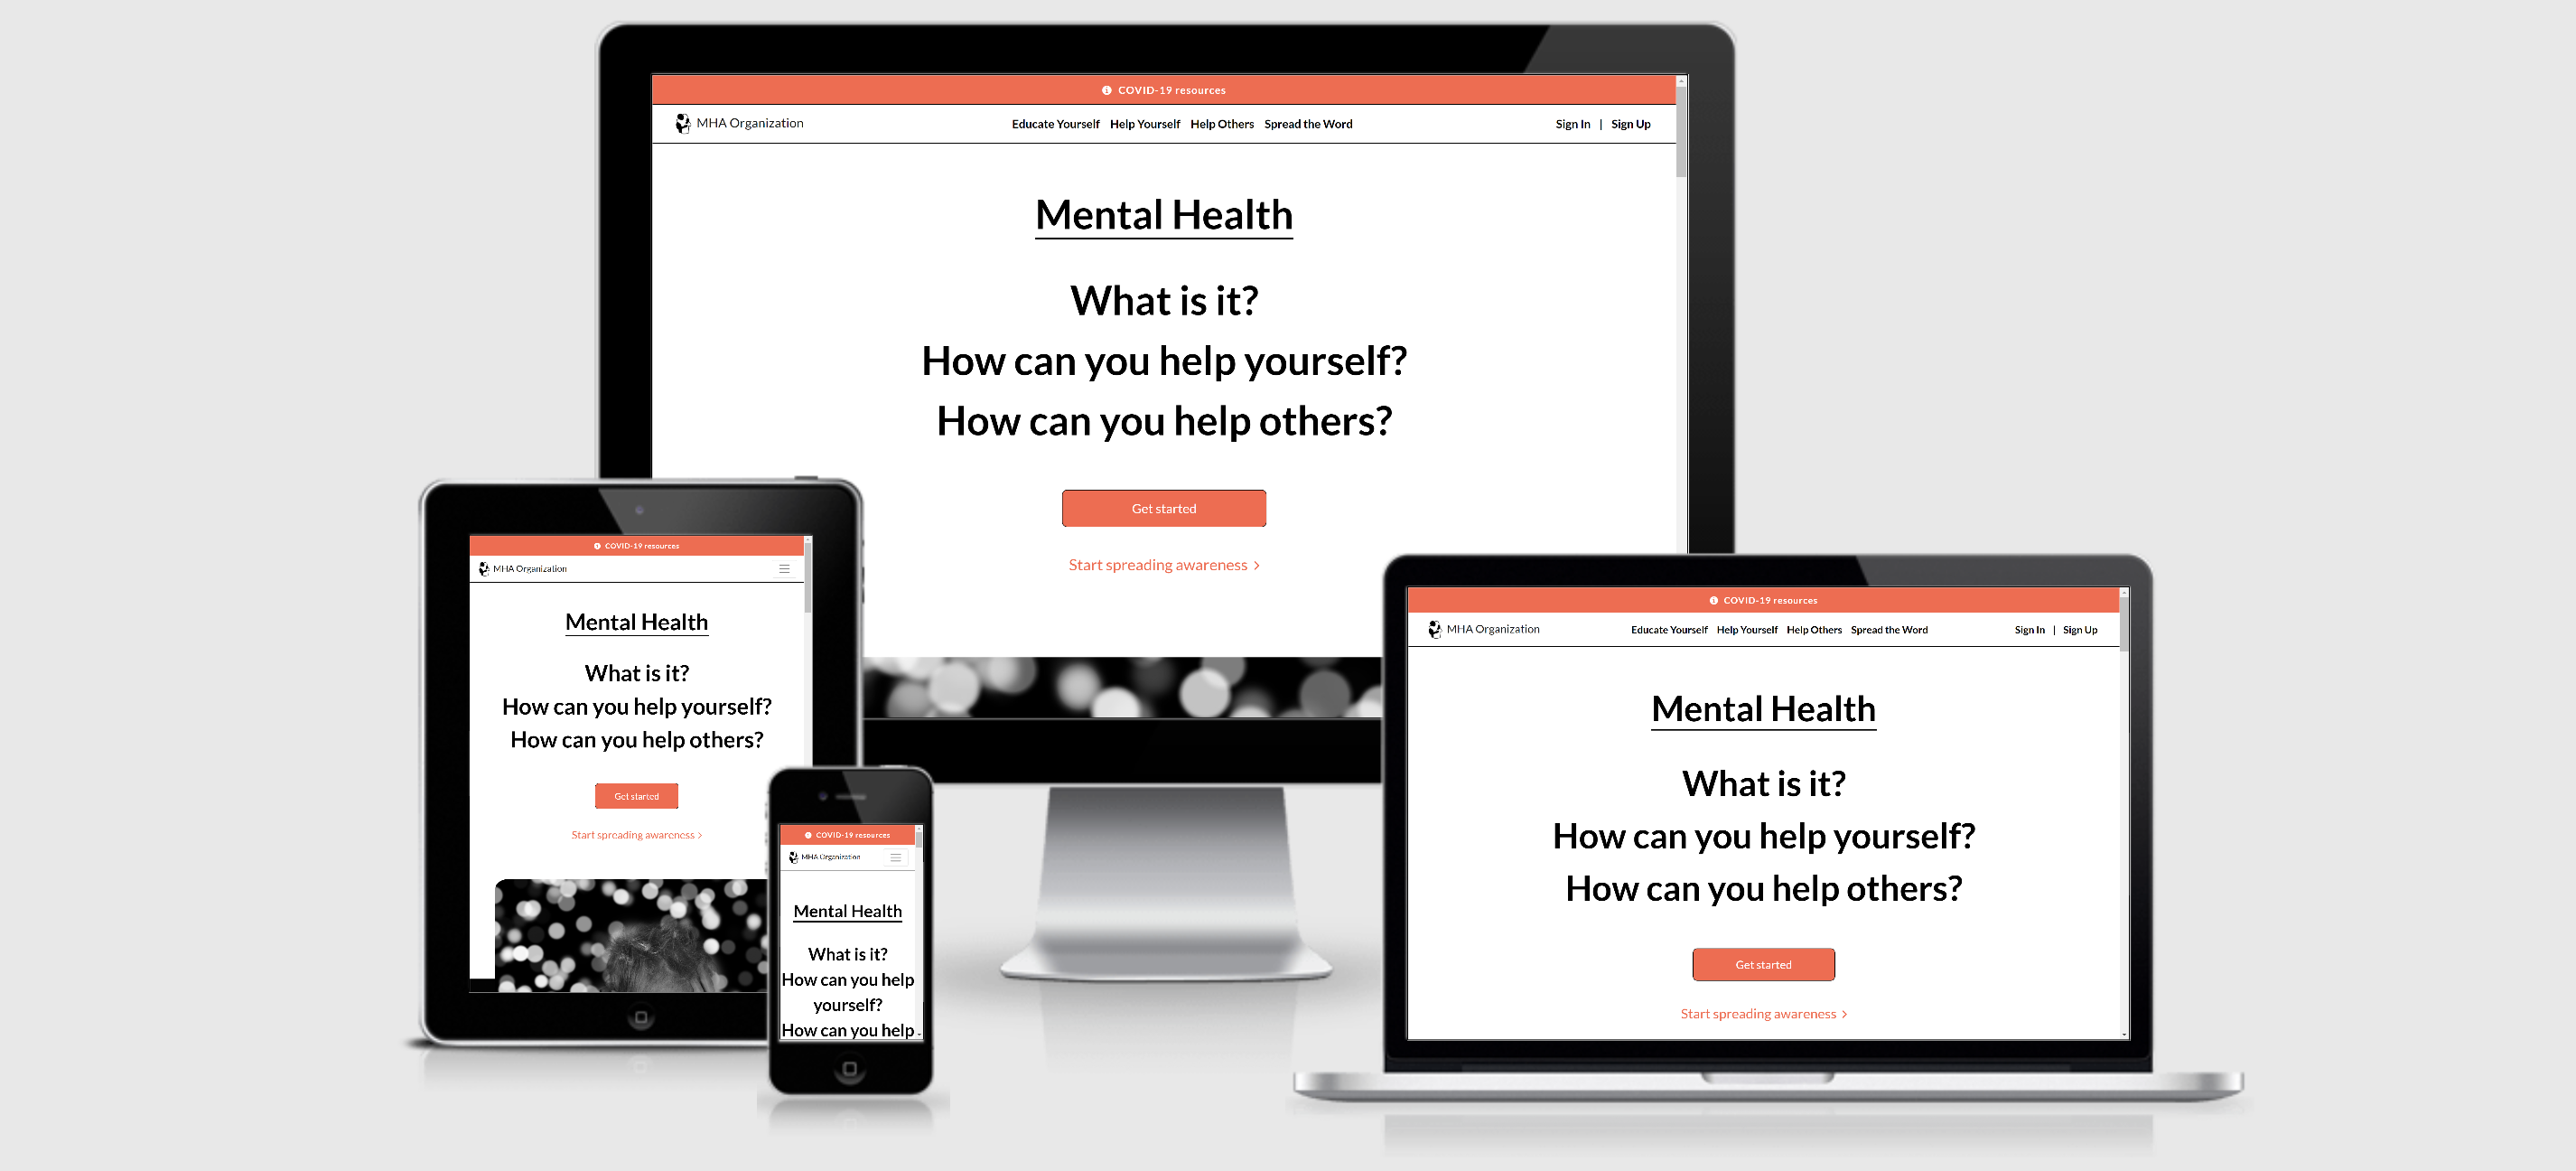 COVID-19 resources
MHA Organization Educate Yourself Help Yourself Help Others Spread the Word Sign In | Sign Up
Mental Health
What is it?
How can you help yourself?
How can you help others?
Get started
Start spreading awareness >
COVID-19 resources
MHA Organization
Mental Health
What is it?
How can you help yourself?
How can you help others?
Get started
Start spreading awareness >
COVID-19 resources
MHA Organization
Mental Health
What is it?
How can you help
yourself?
How can you help
COVID-19 resources
MHA Organization Educate Yourself Help Yourself Help Others Spread the Word Sign In | Sign Up
Mental Health
What is it?
How can you help yourself?
How can you help others?
Get started
Start spreading awareness >